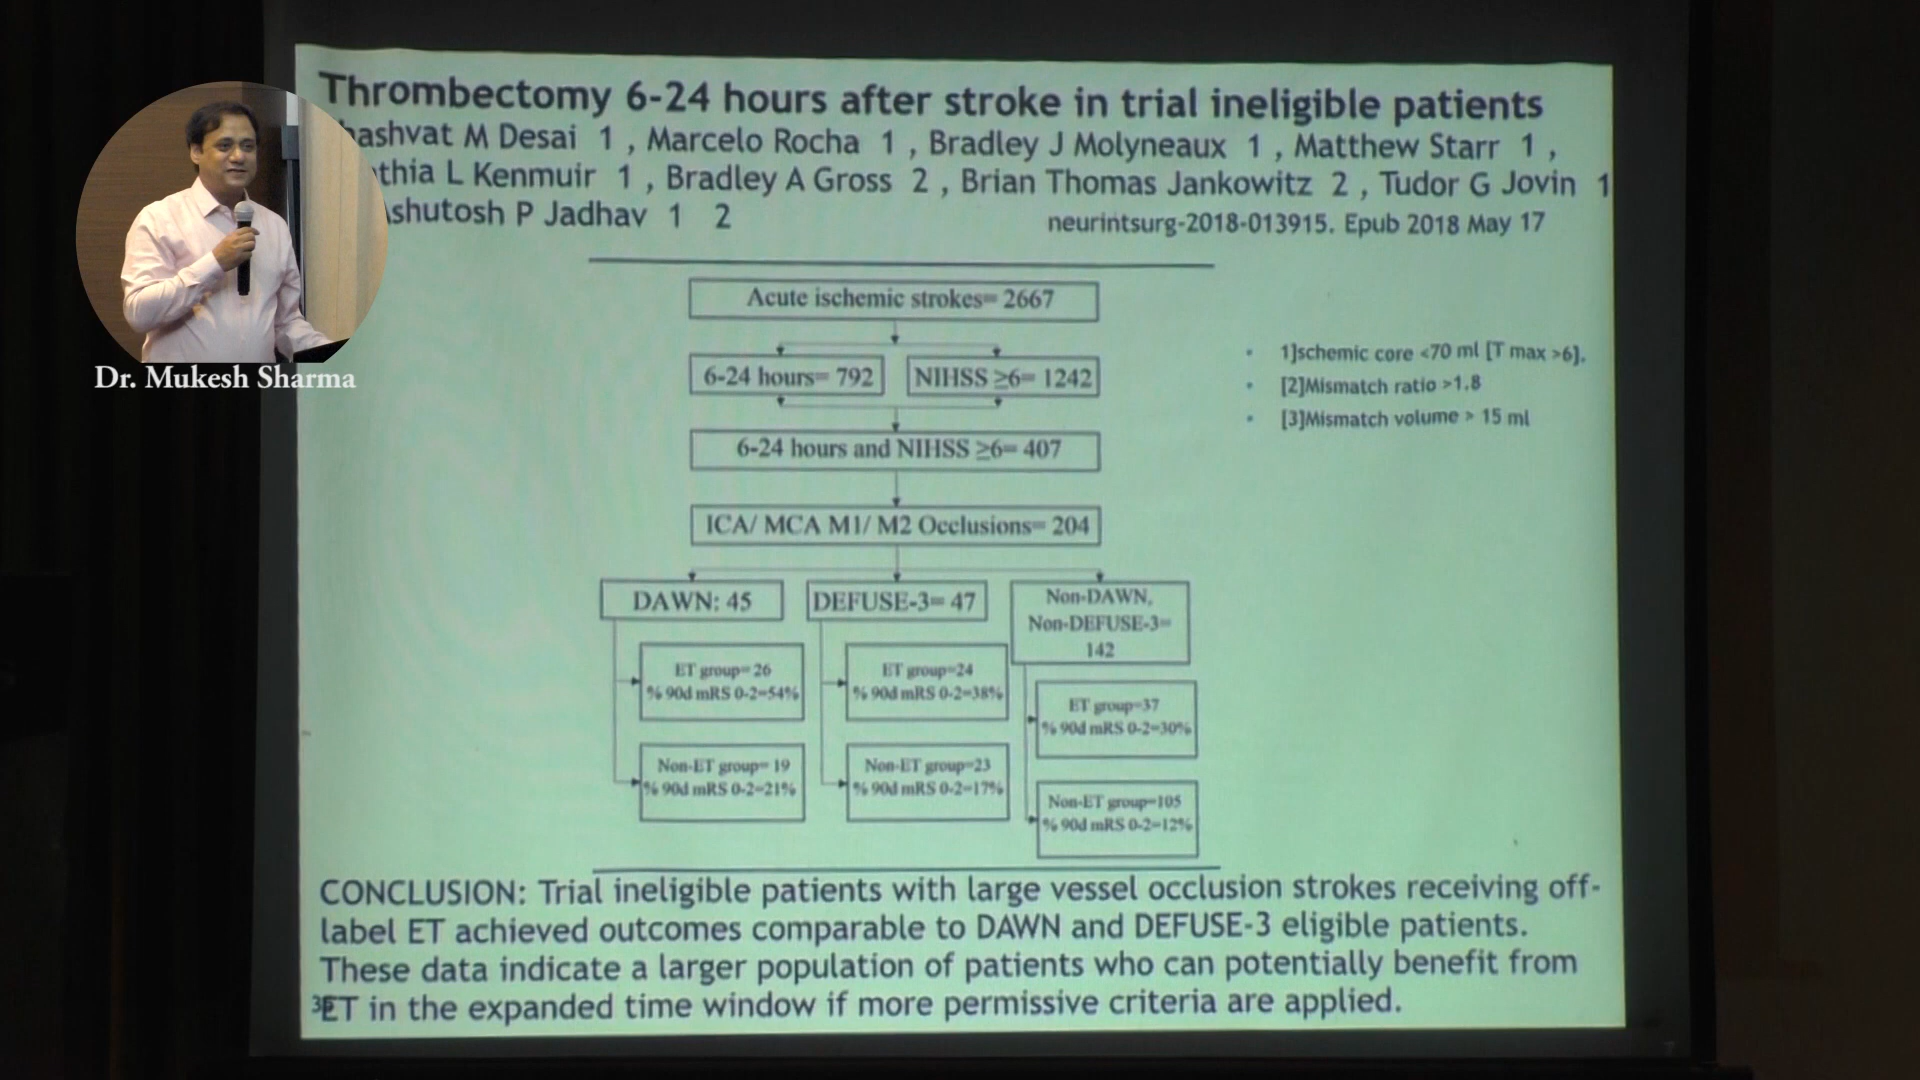 Thrombectomy 6-24 hours after stroke in trial ineligible patients
ashvat M Desai 1 , Marcelo Rocha 1 , Bradley J Molyneaux 1 , Matthew Starr 1 ,
thia L Kenmuir 1 , Bradley A Gross 2 , Brian Thomas Jankowitz 2 , Tudor G Jovin 1
shutosh P Jadhav 1 2
neurintsurg-2018-013915. Epub 2018 May 17
Dr. Mukesh Sharma
Acute ischemic strokes= 2667
6-24 hours= 792
NIHSS ≥6= 1242
6-24 hours and NIHSS ≥6= 407
ICA/ MCA M1/ M2 Occlusions= 204
DAWN: 45
DEFUSE-3= 47
Non-DAWN,
Non-DEFUSE-3=
142
ET group= 26
% 90d mRS 0-2=54%
ET group=24
% 90d mRS 0-2=38%
ET group=37
% 90d mRS 0-2=30%
Non-ET group= 19
% 90d mRS 0-2=21%
Non-ET group=23
% 90d mRS 0-2=17%
Non-ET group=105
% 90d mRS 0-2=12%
• 1]schemic core <70 ml [T max >6].
• [2]Mismatch ratio >1.8
• [3]Mismatch volume > 15 ml
CONCLUSION: Trial ineligible patients with large vessel occlusion strokes receiving off-
label ET achieved outcomes comparable to DAWN and DEFUSE-3 eligible patients.
These data indicate a larger population of patients who can potentially benefit from
ET in the expanded time window if more permissive criteria are applied.